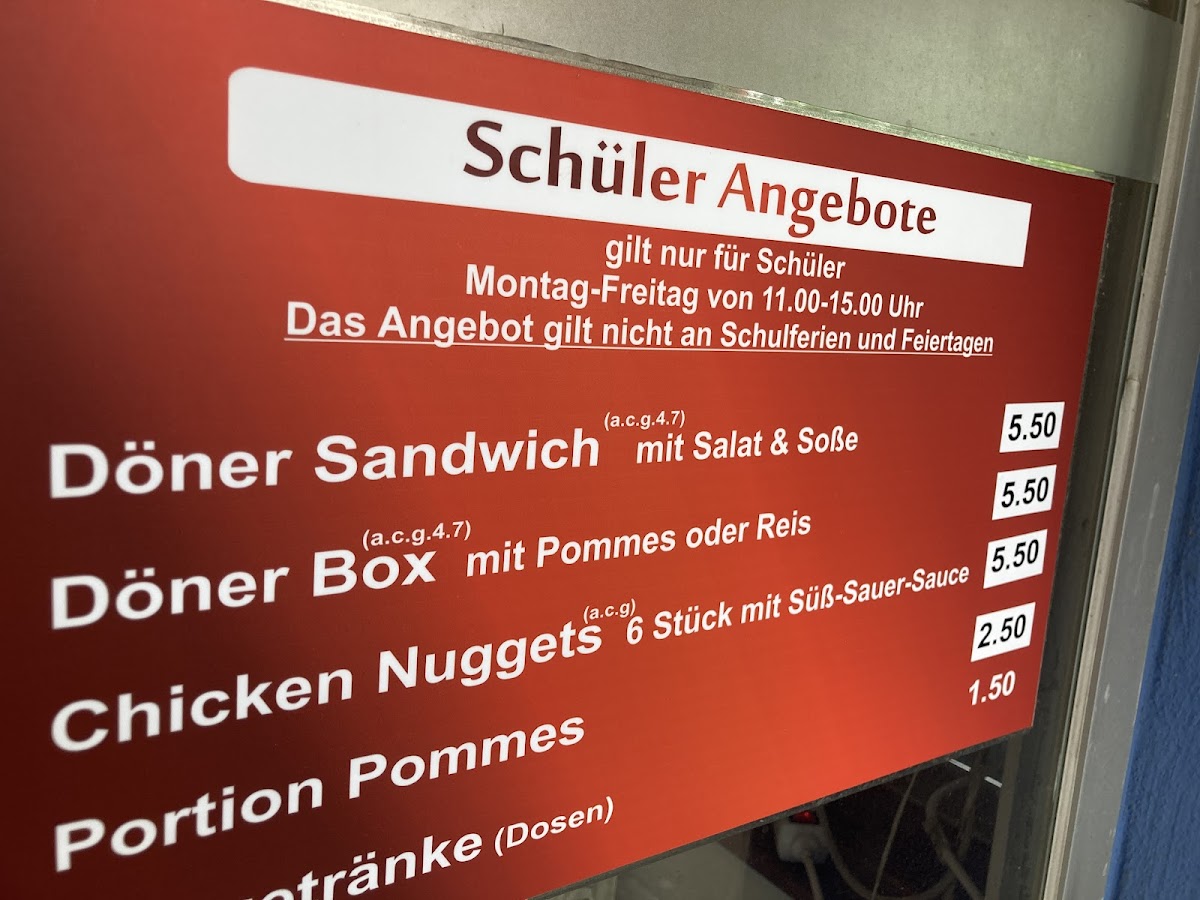 Schüler Angebote
gilt nur für Schüler
Montag-Freitag von 11.00-15.00 Uhr
Das Angebot gilt nicht an Schulferien und Feiertagen
Döner Sandwich (a.c.g.4.7) mit Salat & Soße 5.50
Döner Box (a.c.g.4.7) mit Pommes oder Reis 5.50
Chicken Nuggets (a.c.g) 6 Stück mit Süß-Sauer-Sauce 5.50
Portion Pommes 2.50
(Dosen) 1.50